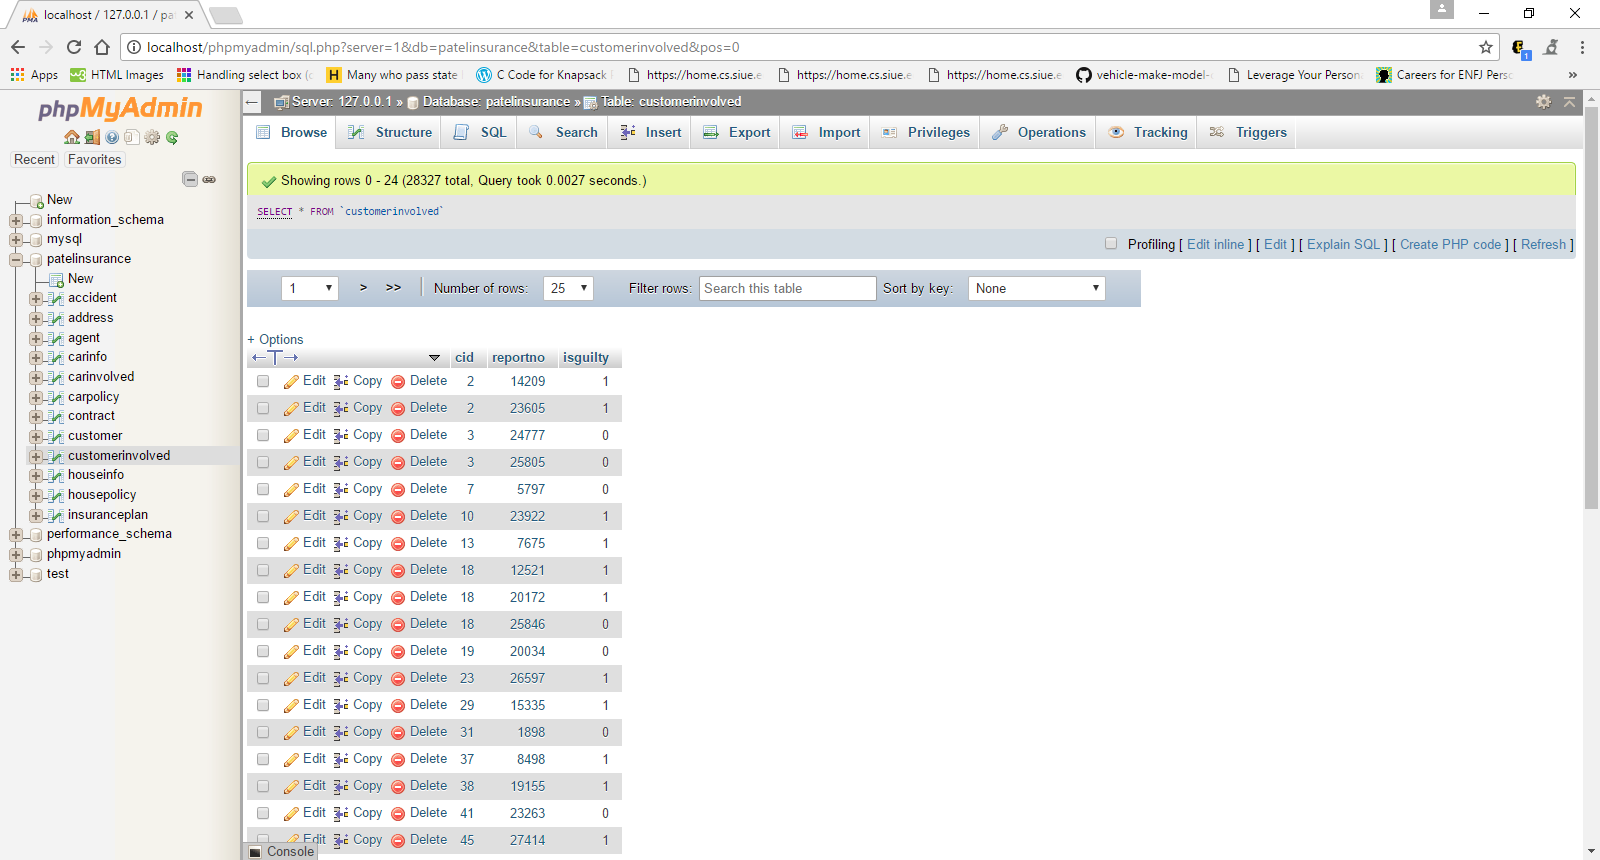 localhost / 127.0.0.1 / pa
localhost/phpmyadmin/sql.php?server=1&db=patelinsurance&table=customerinvolved&pos=0
1
Apps HTML Images Handling select box ( Many who pass state C Code for Knapsack https://home.cs.siue.e https://home.cs.siue.e https://home.cs.siue.e vehicle-make-model- Leverage Your Person Careers for ENFJ Perso »
phpMyAdmin
Recent Favorites
New
information_schema
mysql
patelinsurance
New
accident
address
agent
carinfo
carinvolved
carpolicy
contract
customer
customerinvolved
houseinfo
housepolicy
insuranceplan
performance_schema
phpmyadmin
test
Server: 127.0.0.1 » Database: patelinsurance » Table: customerinvolved
Browse Structure SQL Search Insert Export Import Privileges Operations Tracking Triggers
Showing rows 0 - 24 (28327 total, Query took 0.0027 seconds.)
SELECT * FROM `customerinvolved`
Profiling [ Edit inline ] [ Edit ] [ Explain SQL ] [ Create PHP code ] [ Refresh ]
1 > >> Number of rows: 25 Filter rows: Search this table Sort by key: None
+ Options
cid reportno isguilty
Edit Copy Delete 2 14209 1
Edit Copy Delete 2 23605 1
Edit Copy Delete 3 24777 0
Edit Copy Delete 3 25805 0
Edit Copy Delete 7 5797 0
Edit Copy Delete 10 23922 1
Edit Copy Delete 13 7675 1
Edit Copy Delete 18 12521 1
Edit Copy Delete 18 20172 1
Edit Copy Delete 18 25846 0
Edit Copy Delete 19 20034 0
Edit Copy Delete 23 26597 1
Edit Copy Delete 29 15335 1
Edit Copy Delete 31 1898 0
Edit Copy Delete 37 8498 1
Edit Copy Delete 38 19155 1
Edit Copy Delete 41 23263 0
Edit Copy Delete 45 27414 1
Console